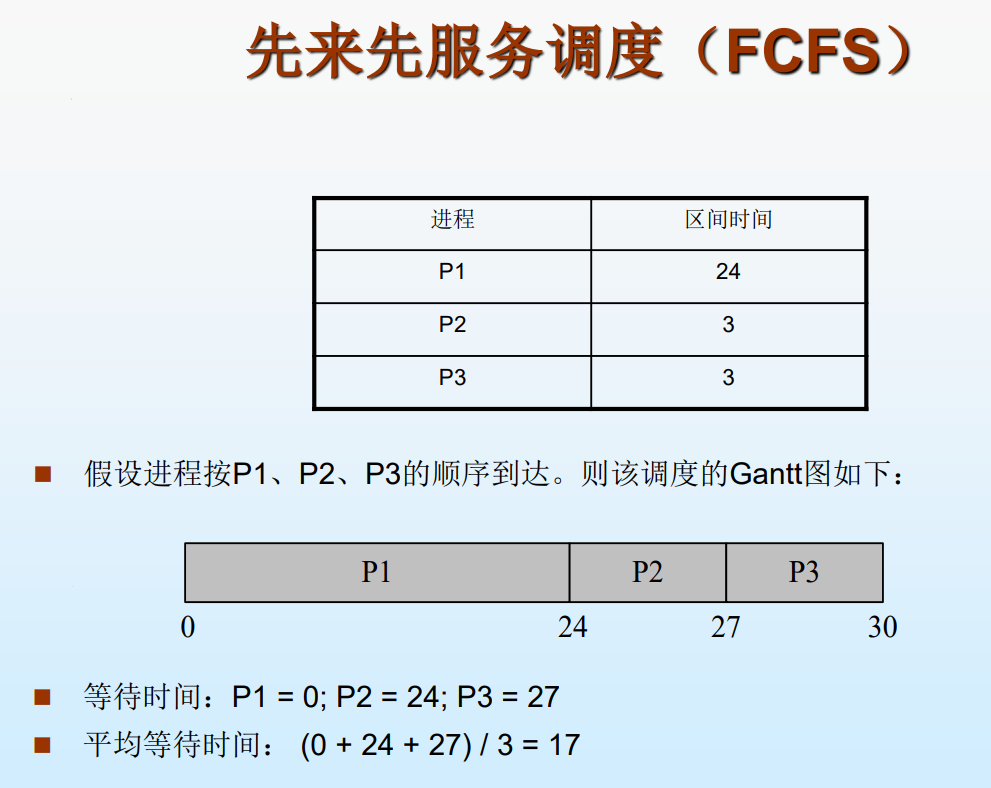 先来先服务调度（FCFS）
进程 区间时间
P1 24
P2 3
P3 3
假设进程按P1、P2、P3的顺序到达。则该调度的Gantt图如下：
P1 P2 P3
0 24 27 30
等待时间：P1 = 0; P2 = 24; P3 = 27
平均等待时间： (0 + 24 + 27) / 3 = 17